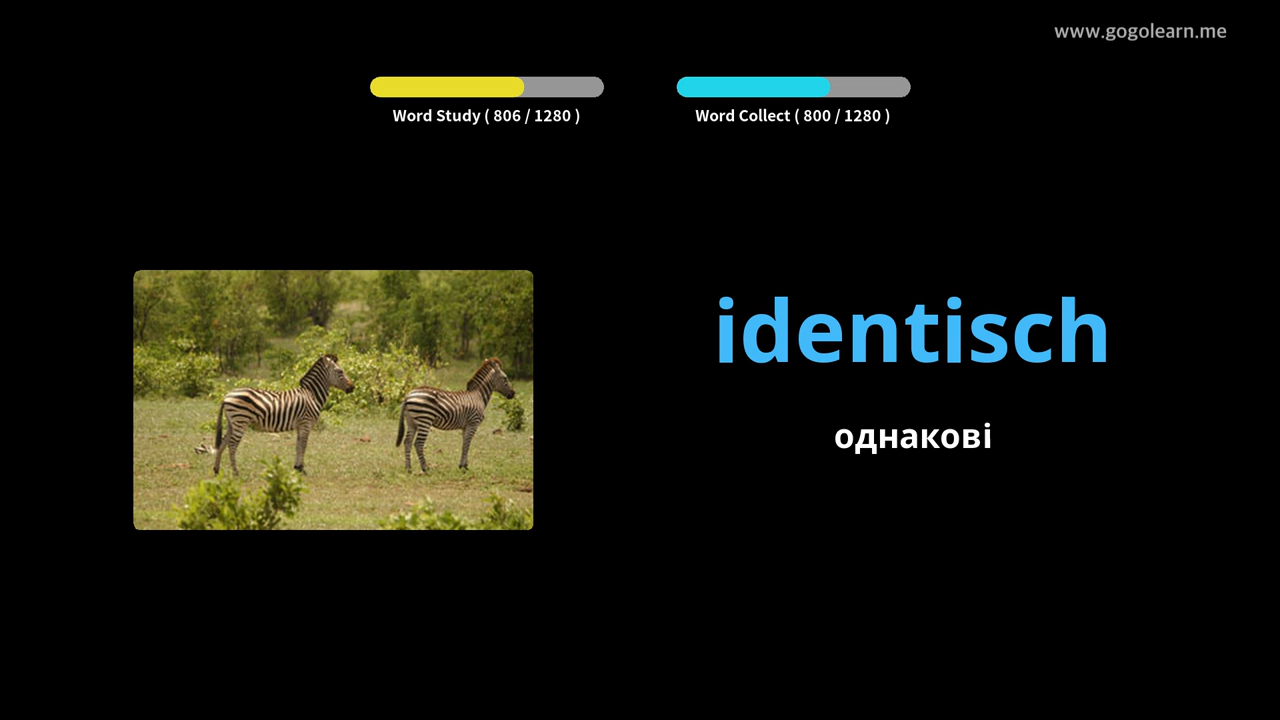 www.gogolearn.me
Word Study ( 806 / 1280 )
Word Collect ( 800 / 1280 )
identisch
однакові